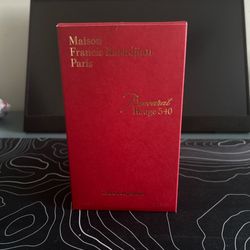 Maison
Francis Kurkdjian
Paris
Baccarat
Rouge 540